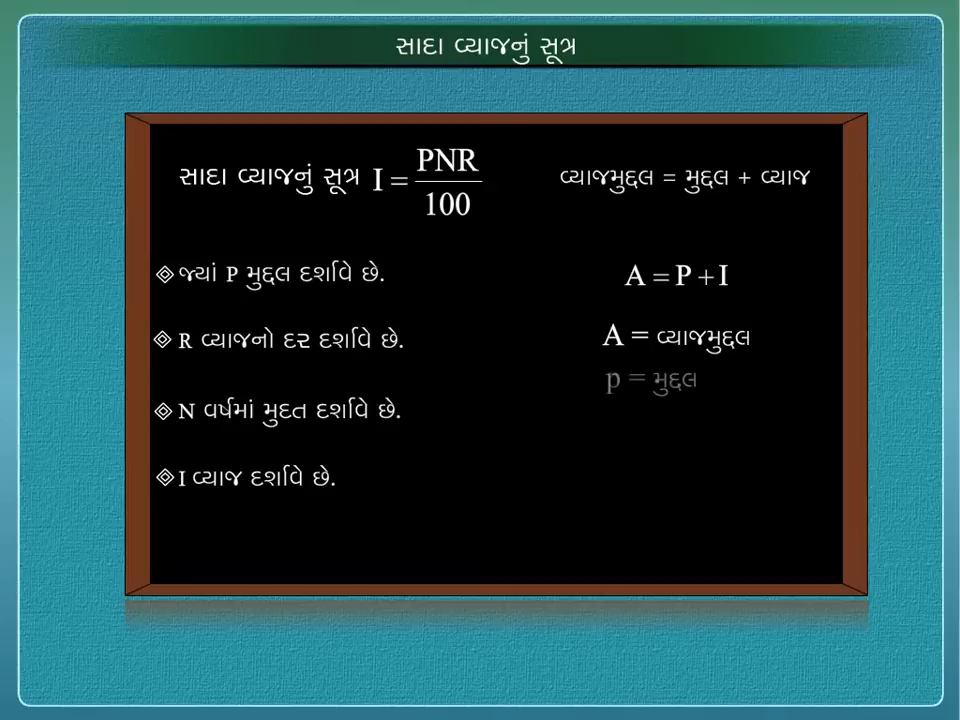 સાદા વ્યાજનું સૂત્ર
સાદા વ્યાજનું સૂત્ર I = PNR / 100
જ્યાં P મુદ્દલ દર્શાવે છે.
R વ્યાજનો દર દર્શાવે છે.
N વર્ષમાં મુદત દર્શાવે છે.
I વ્યાજ દર્શાવે છે.
વ્યાજમુદ્દલ = મુદ્દલ + વ્યાજ
A = P + I
A = વ્યાજમુદ્દલ
p = મુદ્દલ